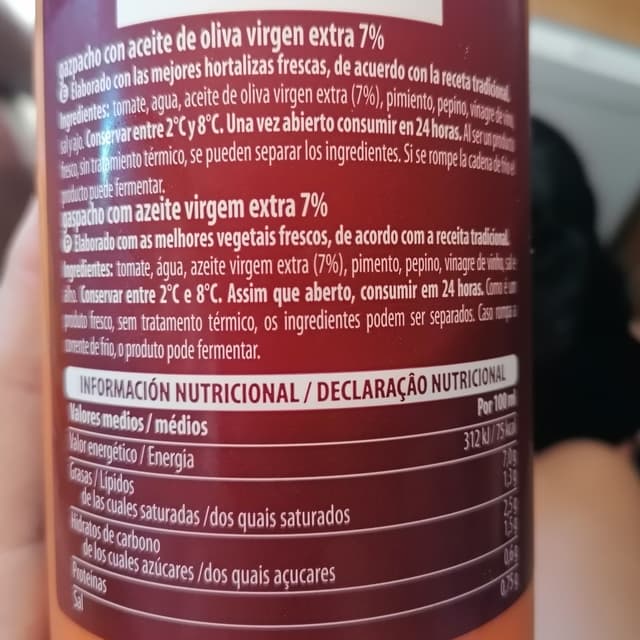 gazpacho con aceite de oliva virgen extra 7%
Elaborado con las mejores hortalizas frescas, de acuerdo con la receta tradicional.
Ingredientes: tomate, agua, aceite de oliva virgen extra (7%), pimiento, pepino, vinagre de vino,
sal y ajo. Conservar entre 2°C y 8°C. Una vez abierto consumir en 24 horas. Al ser un producto
fresco, sin tratamiento térmico, se pueden separar los ingredientes. Si se rompe la cadena de frío el
producto puede fermentar.
gaspacho com azeite virgem extra 7%
P Elaborado com as melhores vegetais frescos, de acordo com a receita tradicional.
Ingredientes: tomate, água, azeite virgem extra (7%), pimento, pepino, vinagre de vinho, sal e
alho. Conservar entre 2°C e 8°C. Assim que aberto, consumir em 24 horas. Como é um
produto fresco, sem tratamento térmico, os ingredientes podem ser separados. Caso rompa a
corrente de frio, o produto pode fermentar.
INFORMACIÓN NUTRICIONAL / DECLARAÇÂO NUTRICIONAL
Valores medios / médios Por 100 ml
Valor energético / Energia 312 kJ / 75 kcal
Grasas / Lípidos 7,0g
de las cuales saturadas /dos quais saturados 1,3g
Hidratos de carbono 2,5g
de los cuales azúcares /dos quais açucares 1,5g
Proteínas 0,6g
Sal 0,75g